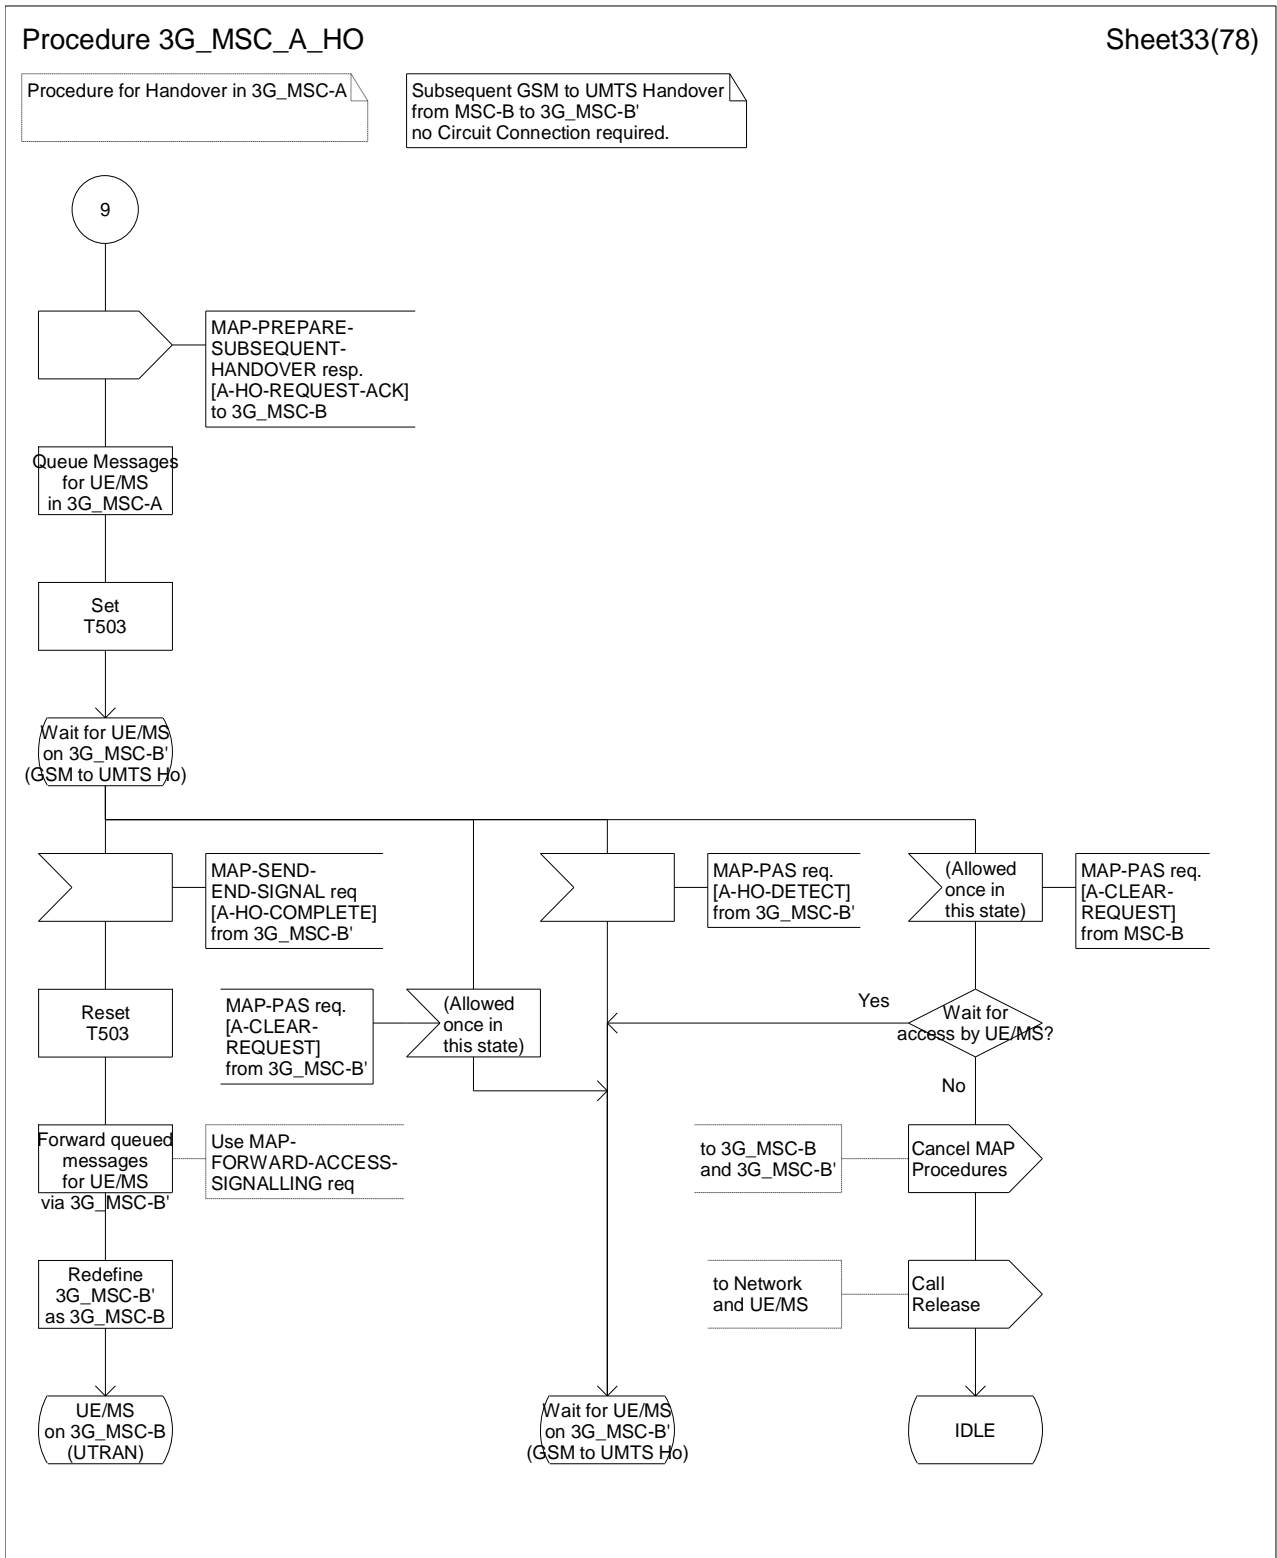 Procedure 3G_MSC_A_HO
Sheet33(78)
Procedure for Handover in 3G_MSC-A
Subsequent GSM to UMTS Handover
from MSC-B to 3G_MSC-B'
no Circuit Connection required.
9
MAP-PREPARE-
SUBSEQUENT-
HANDOVER resp.
[A-HO-REQUEST-ACK]
to 3G_MSC-B
Queue Messages
for UE/MS
in 3G_MSC-A
Set
T503
Wait for UE/MS
on 3G_MSC-B'
(GSM to UMTS Ho)
MAP-SEND-
END-SIGNAL req
[A-HO-COMPLETE]
from 3G_MSC-B'
MAP-PAS req.
[A-HO-DETECT]
from 3G_MSC-B'
(Allowed
once in
this state)
MAP-PAS req.
[A-CLEAR-
REQUEST]
from MSC-B
Reset
T503
MAP-PAS req.
[A-CLEAR-
REQUEST]
from 3G_MSC-B'
(Allowed
once in
this state)
Yes
Wait for
access by UE/MS?
No
Forward queued
messages
for UE/MS
via 3G_MSC-B'
Use MAP-
FORWARD-ACCESS-
SIGNALLING req
to 3G_MSC-B
and 3G_MSC-B'
Cancel MAP
Procedures
Redefine
3G_MSC-B'
as 3G_MSC-B
to Network
and UE/MS
Call
Release
UE/MS
on 3G_MSC-B
(UTRAN)
Wait for UE/MS
on 3G_MSC-B'
(GSM to UMTS Ho)
IDLE